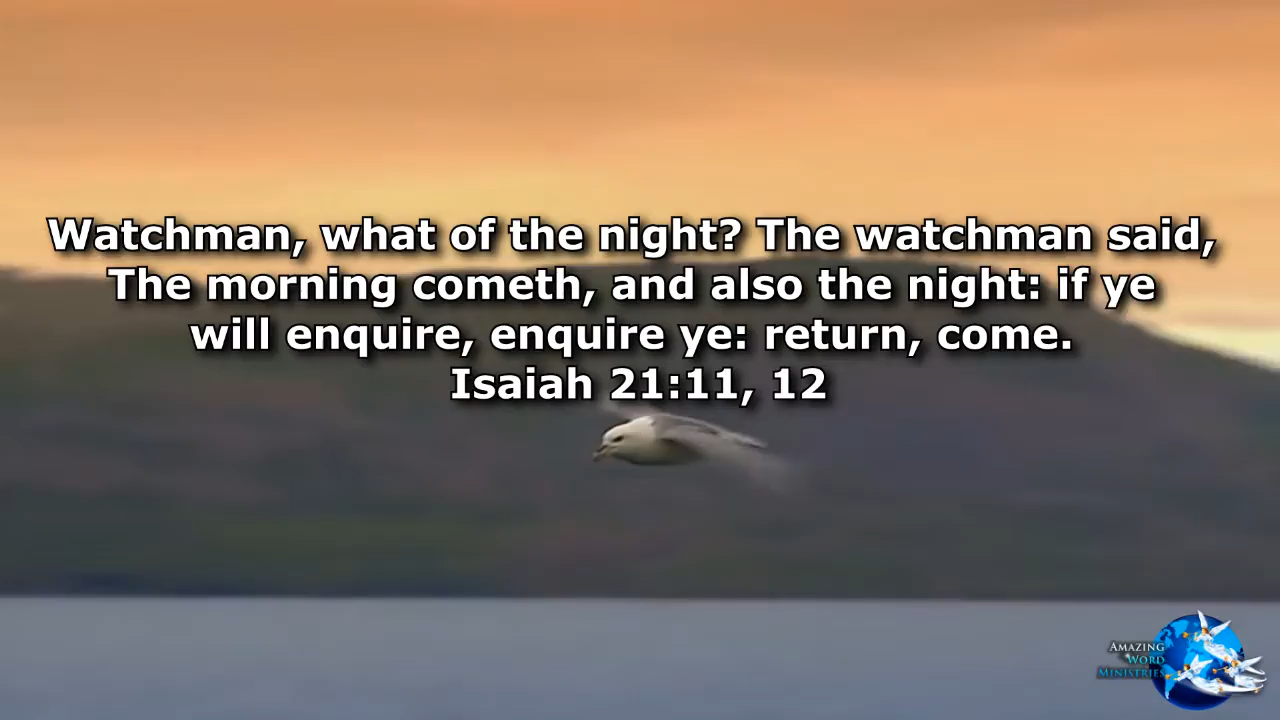 Watchman, what of the night? The watchman said,
The morning cometh, and also the night: if ye
will enquire, enquire ye: return, come.
Isaiah 21:11, 12
AMAZING
WORD
MINISTRIES